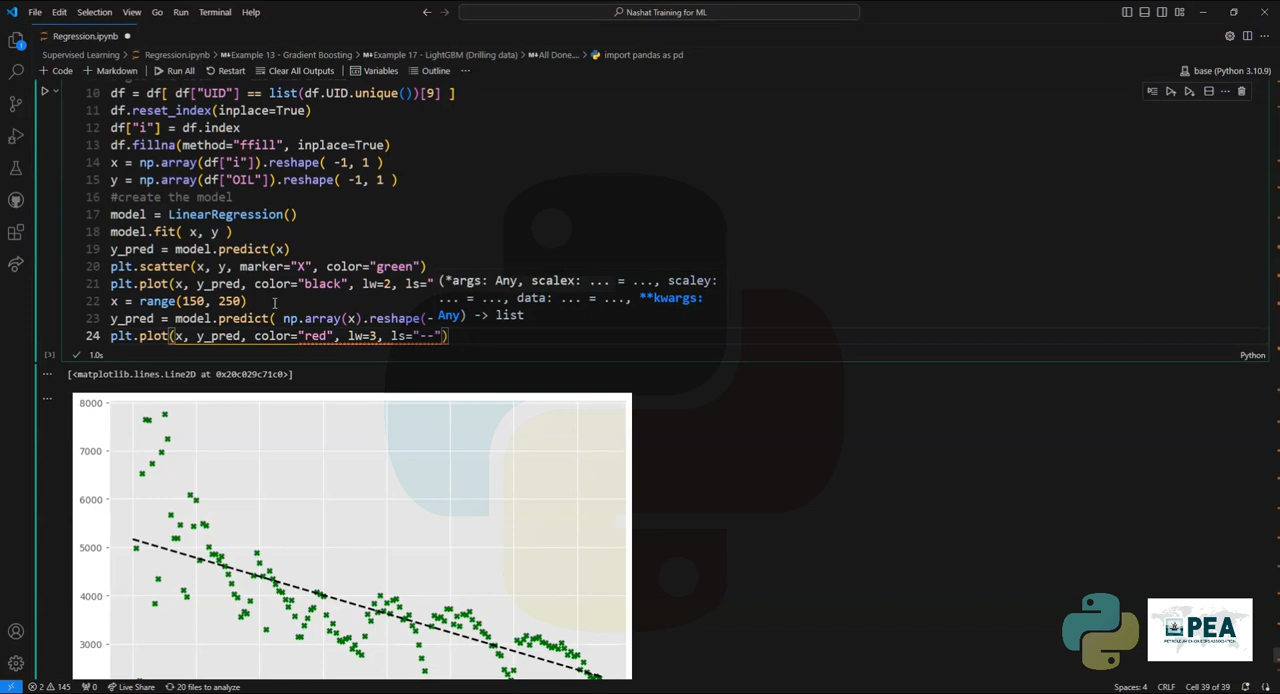 File Edit Selection View Go Run Terminal Help
Nashat Training for ML
Regression.ipynb
Supervised Learning > Regression.ipynb > M↓Example 13 - Gradient Boosting > M↓Example 17 - LightGBM (Drilling data) > M↓All Done... > import pandas as pd
+ Code + Markdown Run All Restart Clear All Outputs Variables Outline ...
base (Python 3.10.9)
10 df = df[ df["UID"] == list(df.UID.unique())[9] ]
11 df.reset_index(inplace=True)
12 df["i"] = df.index
13 df.fillna(method="ffill", inplace=True)
14 x = np.array(df["i"]).reshape( -1, 1 )
15 y = np.array(df["OIL"]).reshape( -1, 1 )
16 #create the model
17 model = LinearRegression()
18 model.fit( x, y )
19 y_pred = model.predict(x)
20 plt.scatter(x, y, marker="X", color="green")
21 plt.plot(x, y_pred, color="black", lw=2, ls="
22 x = range(150, 250)
23 y_pred = model.predict( np.array(x).reshape(-
24 plt.plot(x, y_pred, color="red", lw=3, ls="--")
(*args: Any, scalex: ... = ..., scaley:
... = ..., data: ... = ..., **kwargs:
Any) -> list
[3] 1.0s Python
[<matplotlib.lines.Line2D at 0x20c029c71c0>]
8000
7000
6000
5000
4000
3000
PEA
2 145 0 Live Share 20 files to analyze
Spaces: 4 CRLF Cell 39 of 39